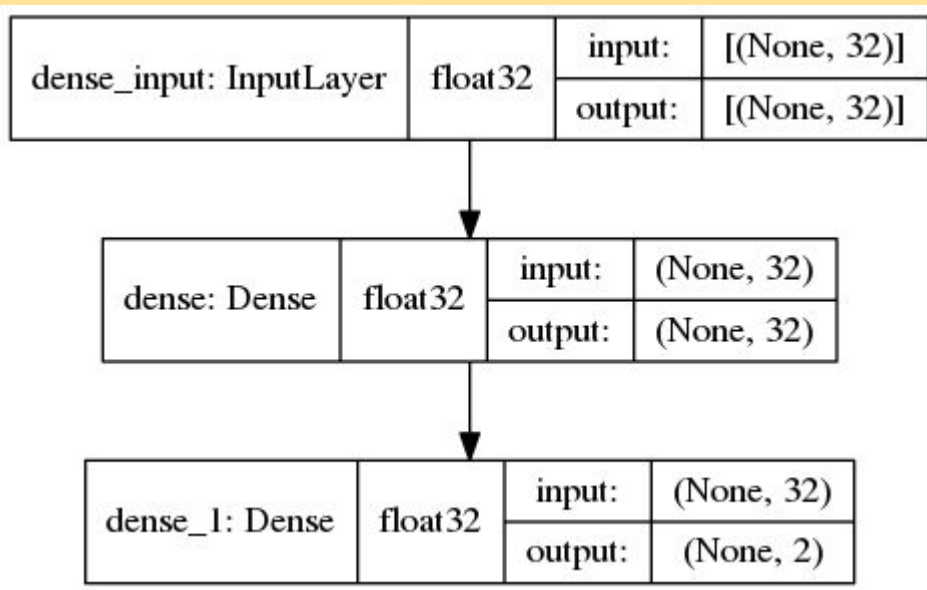 dense_input: InputLayer float32 input: [(None, 32)]
output: [(None, 32)]
dense: Dense float32 input: (None, 32)
output: (None, 32)
dense_1: Dense float32 input: (None, 32)
output: (None, 2)